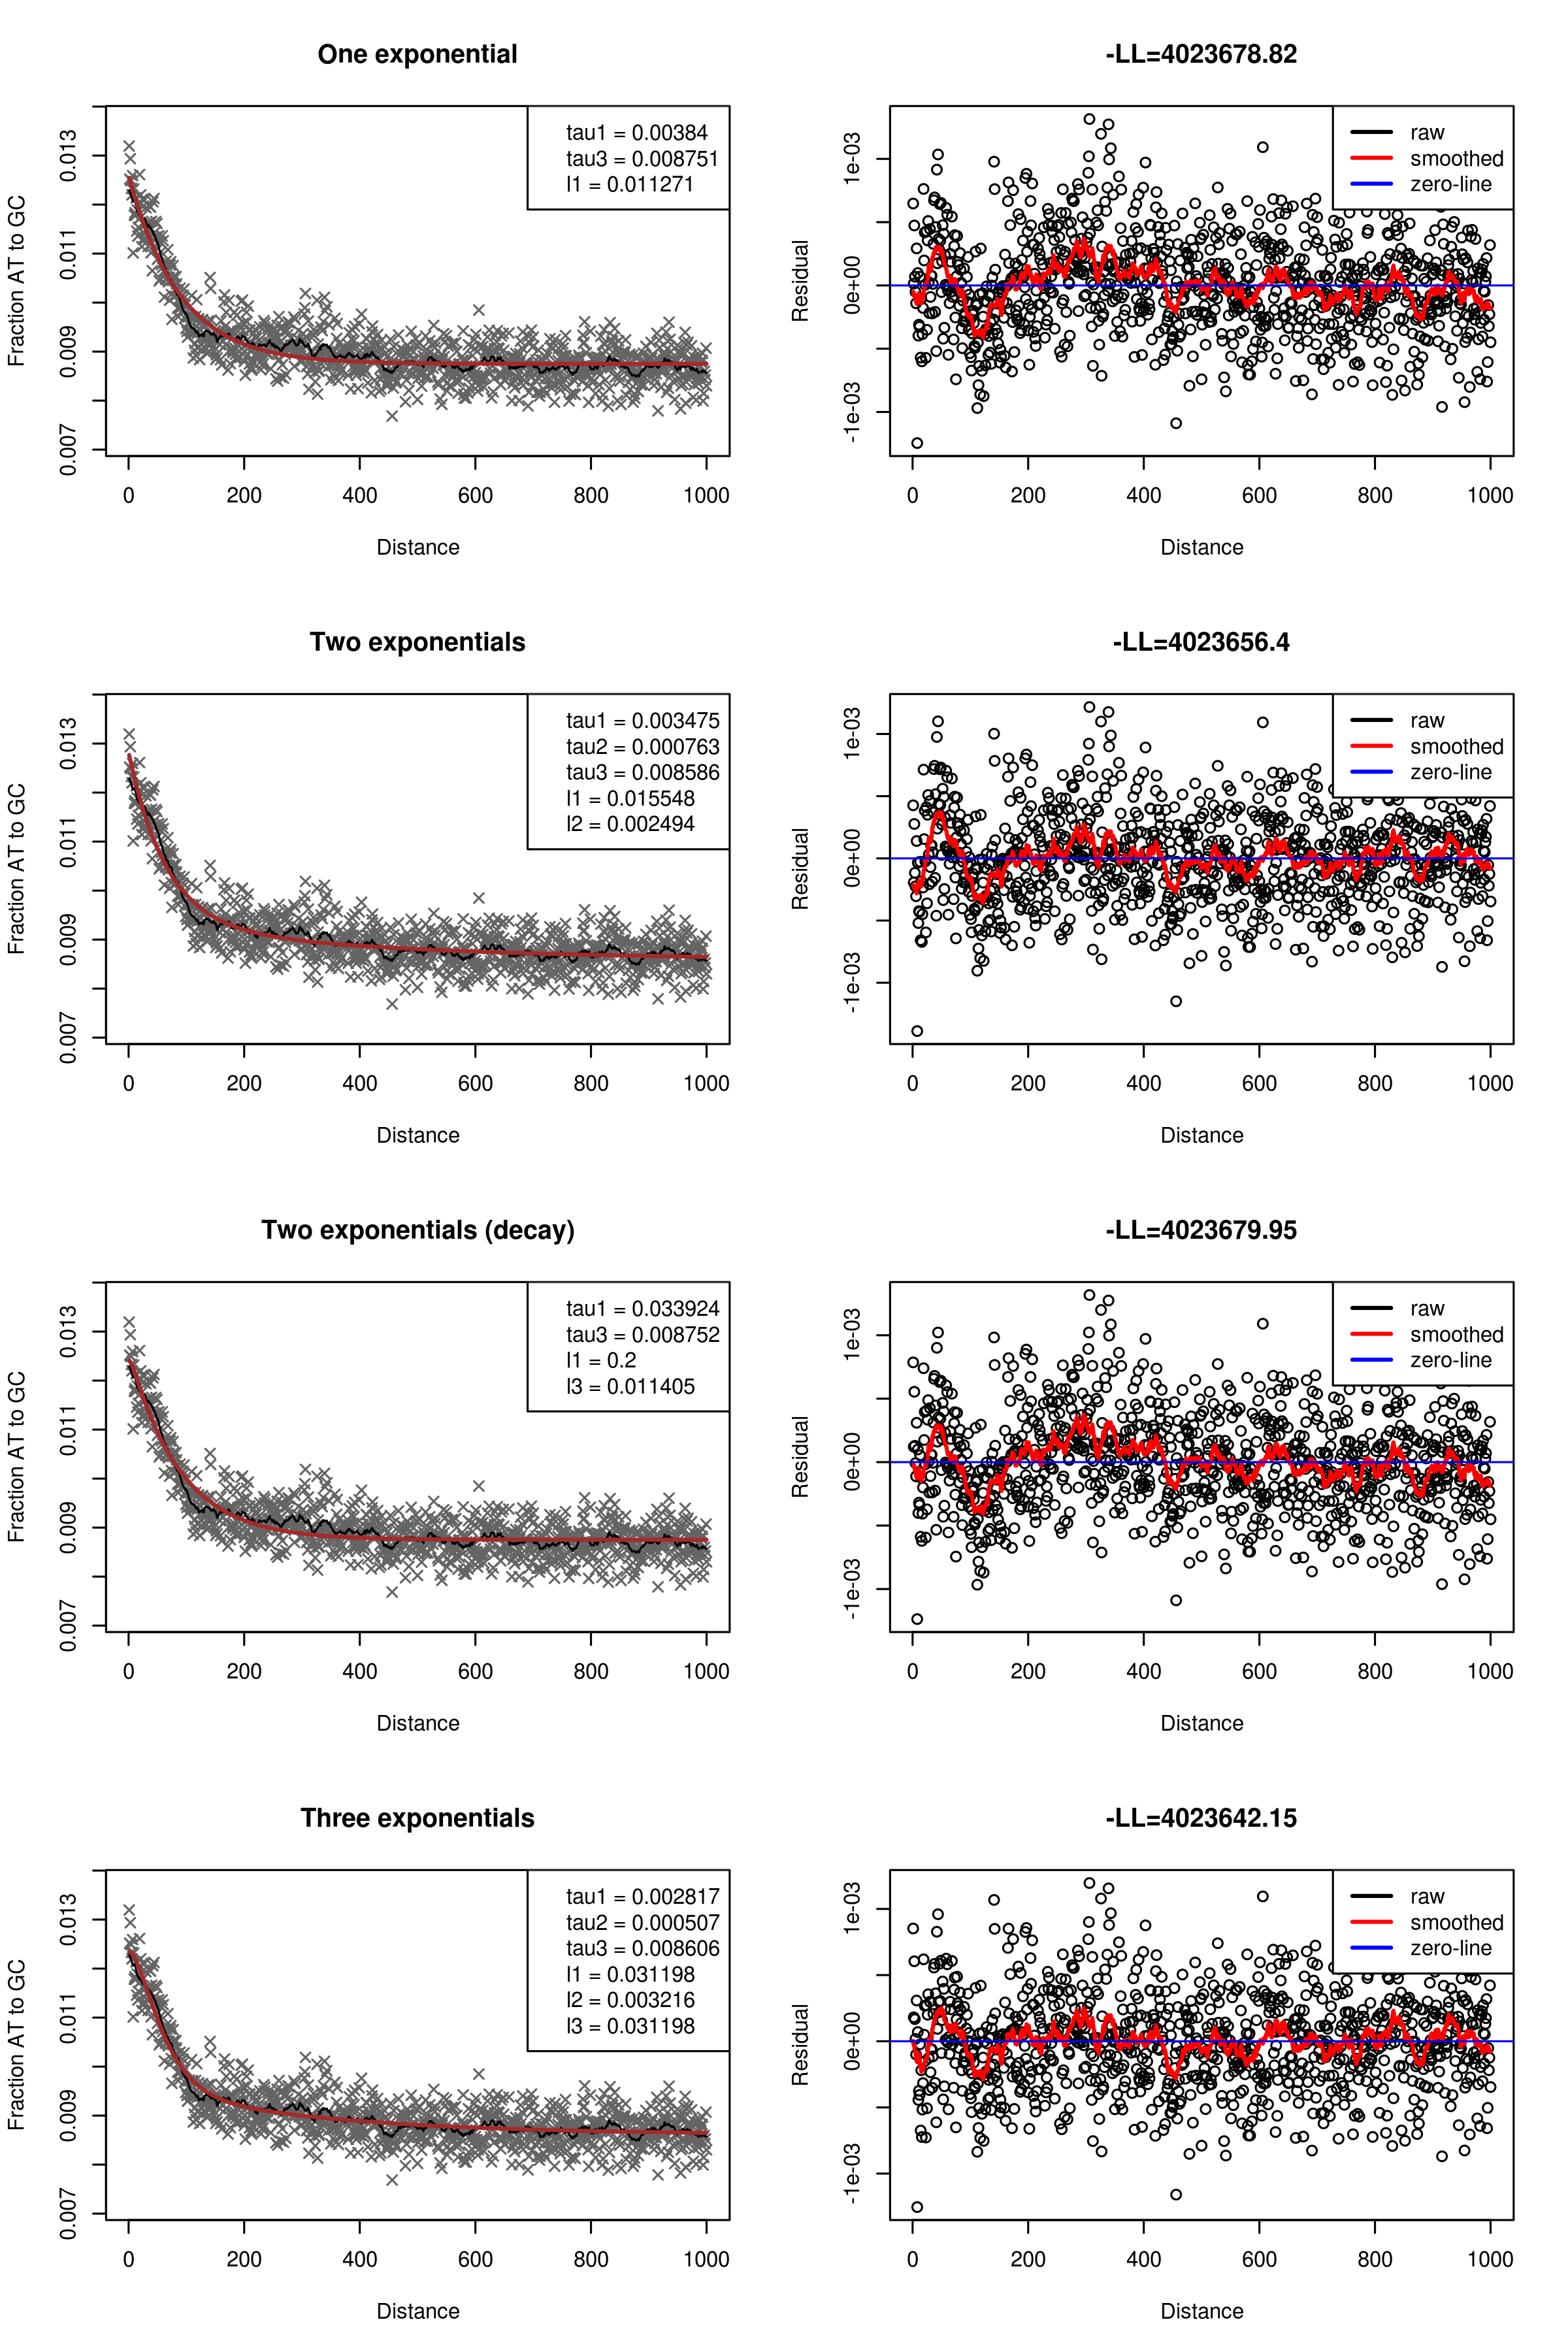 One exponential
-LL=4023678.82
Fraction AT to GC
0.007
0.009
0.011
0.013
tau1 = 0.00384
tau3 = 0.008751
l1 = 0.011271
0
200
400
600
800
1000
Distance
Residual
-1e-03
0e+00
1e-03
raw
smoothed
zero-line
0
200
400
600
800
1000
Distance
Two exponentials
-LL=4023656.4
Fraction AT to GC
0.007
0.009
0.011
0.013
tau1 = 0.003475
tau2 = 0.000763
tau3 = 0.008586
l1 = 0.015548
l2 = 0.002494
0
200
400
600
800
1000
Distance
Residual
-1e-03
0e+00
1e-03
raw
smoothed
zero-line
0
200
400
600
800
1000
Distance
Two exponentials (decay)
-LL=4023679.95
Fraction AT to GC
0.007
0.009
0.011
0.013
tau1 = 0.033924
tau3 = 0.008752
l1 = 0.2
l3 = 0.011405
0
200
400
600
800
1000
Distance
Residual
-1e-03
0e+00
1e-03
raw
smoothed
zero-line
0
200
400
600
800
1000
Distance
Three exponentials
-LL=4023642.15
Fraction AT to GC
0.007
0.009
0.011
0.013
tau1 = 0.002817
tau2 = 0.000507
tau3 = 0.008606
l1 = 0.031198
l2 = 0.003216
l3 = 0.031198
0
200
400
600
800
1000
Distance
Residual
-1e-03
0e+00
1e-03
raw
smoothed
zero-line
0
200
400
600
800
1000
Distance